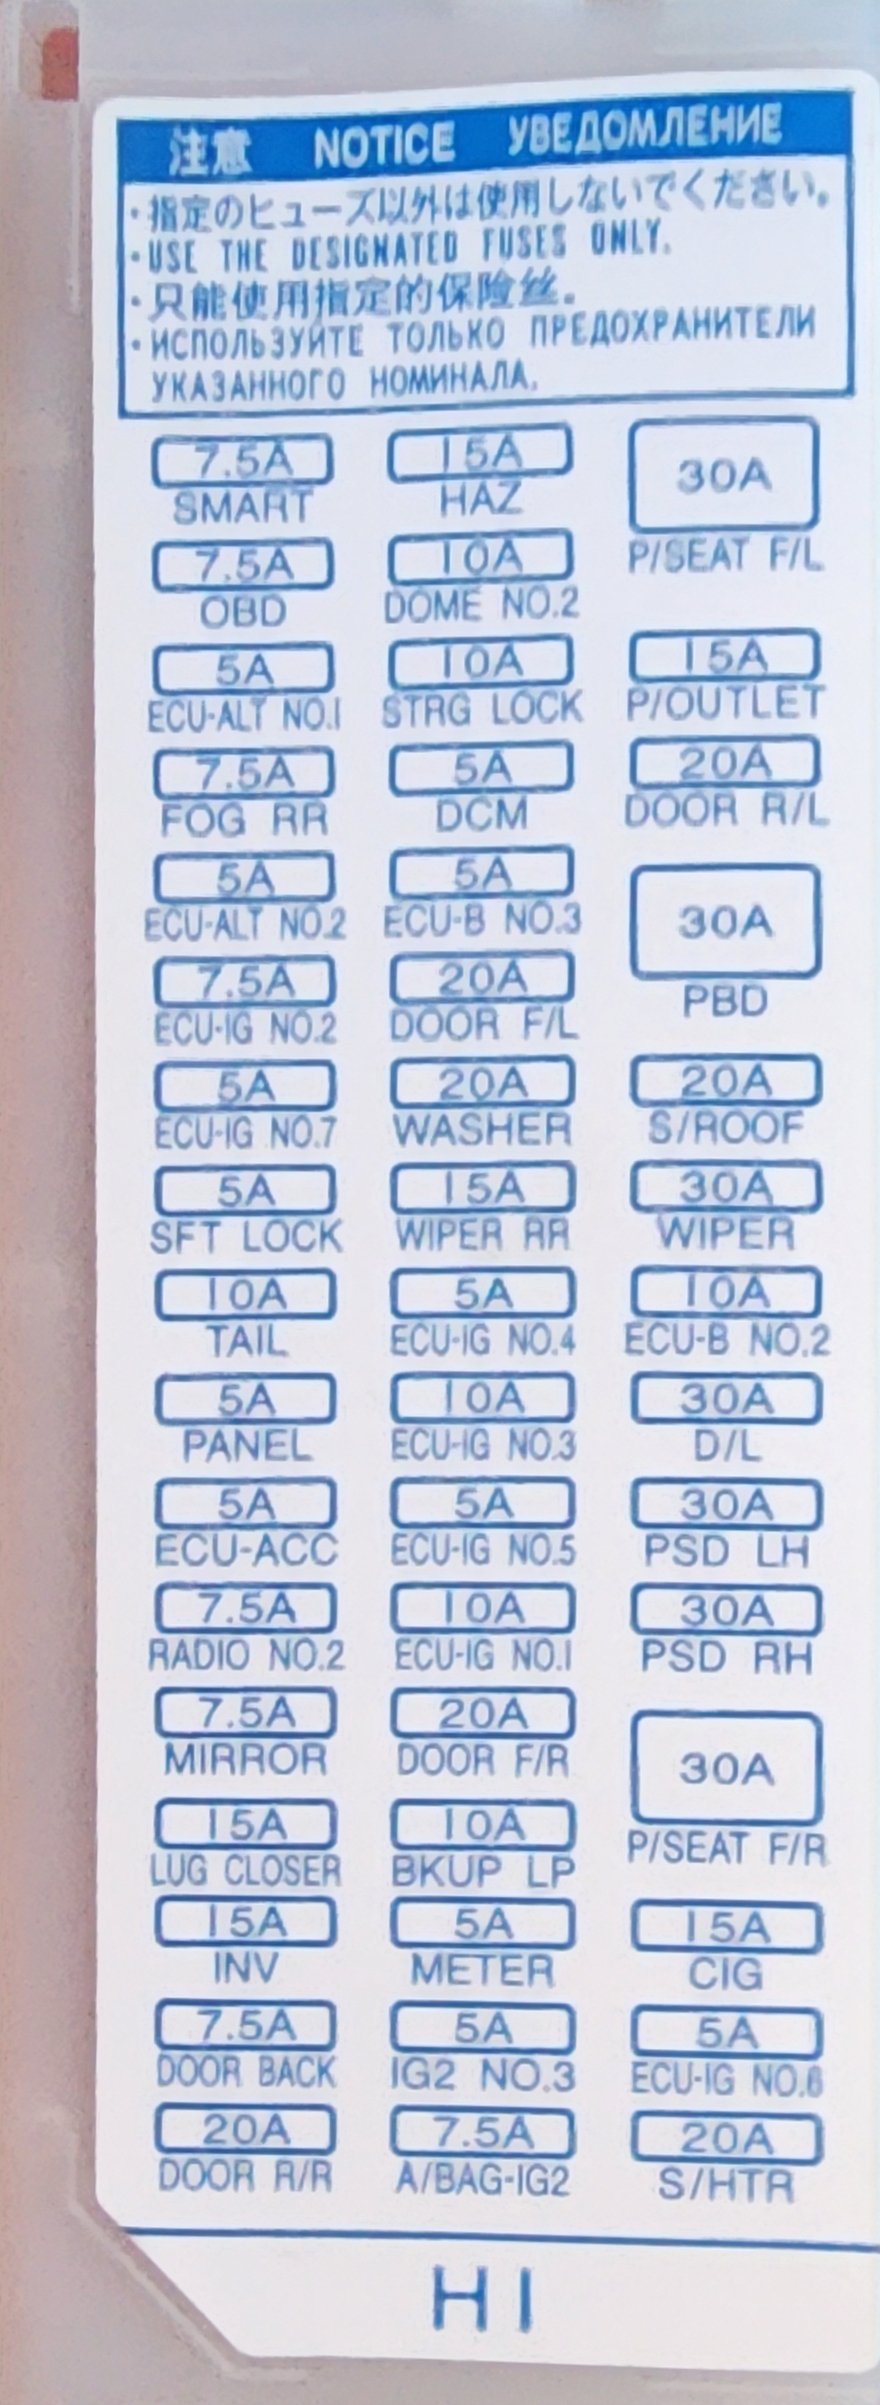 注意 NOTICE УВЕДОМЛЕНИЕ
・指定のヒューズ以外は使用しないでください。
・USE THE DESIGNATED FUSES ONLY.
・只能使用指定的保险丝.
・ИСПОЛЬЗУЙТЕ ТОЛЬКО ПРЕДОХРАНИТЕЛИ
УКАЗАННОГО НОМИНАЛА.
7.5A 15A 30A
SMART HAZ P/SEAT F/L
7.5A 10A
OBD DOME NO.2
5A 10A 15A
ECU-ALT NO.1 STRG LOCK P/OUTLET
7.5A 5A 20A
FOG RR DCM DOOR R/L
5A 5A 30A
ECU-ALT NO.2 ECU-B NO.3 PBD
7.5A 20A
ECU-IG NO.2 DOOR F/L
5A 20A 20A
ECU-IG NO.7 WASHER S/ROOF
5A 15A 30A
SFT LOCK WIPER RR WIPER
10A 5A 10A
TAIL ECU-IG NO.4 ECU-B NO.2
5A 10A 30A
PANEL ECU-IG NO.3 D/L
5A 5A 30A
ECU-ACC ECU-IG NO.5 PSD LH
7.5A 10A 30A
RADIO NO.2 ECU-IG NO.1 PSD RH
7.5A 20A 30A
MIRROR DOOR F/R P/SEAT F/R
15A 10A
LUG CLOSER BKUP LP
15A 5A 15A
INV METER CIG
7.5A 5A 5A
DOOR BACK IG2 NO.3 ECU-IG NO.6
20A 7.5A 20A
DOOR R/R A/BAG-IG2 S/HTR
HI